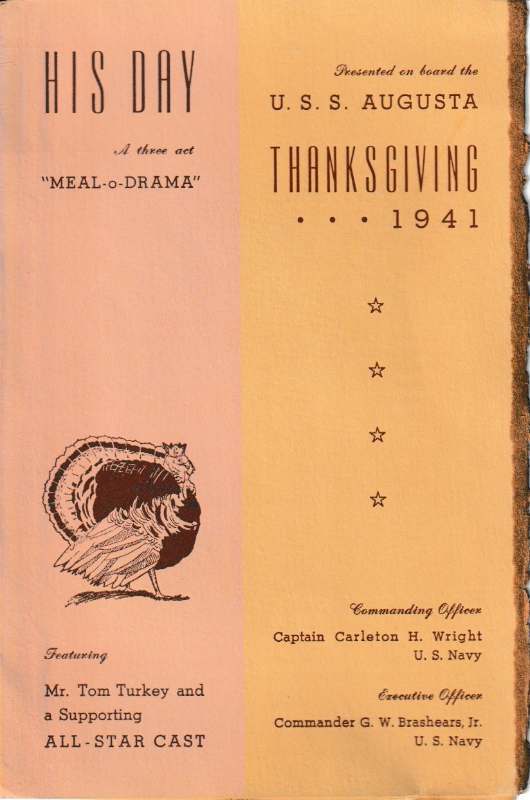 HIS DAY
A three act
"MEAL-o-DRAMA"
Featuring
Mr. Tom Turkey and
a Supporting
ALL-STAR CAST
Presented on board the
U. S. S. AUGUSTA
THANKSGIVING
• • • 1941
Commanding Officer
Captain Carleton H. Wright
U. S. Navy
Executive Officer
Commander G. W. Brashears, Jr.
U. S. Navy